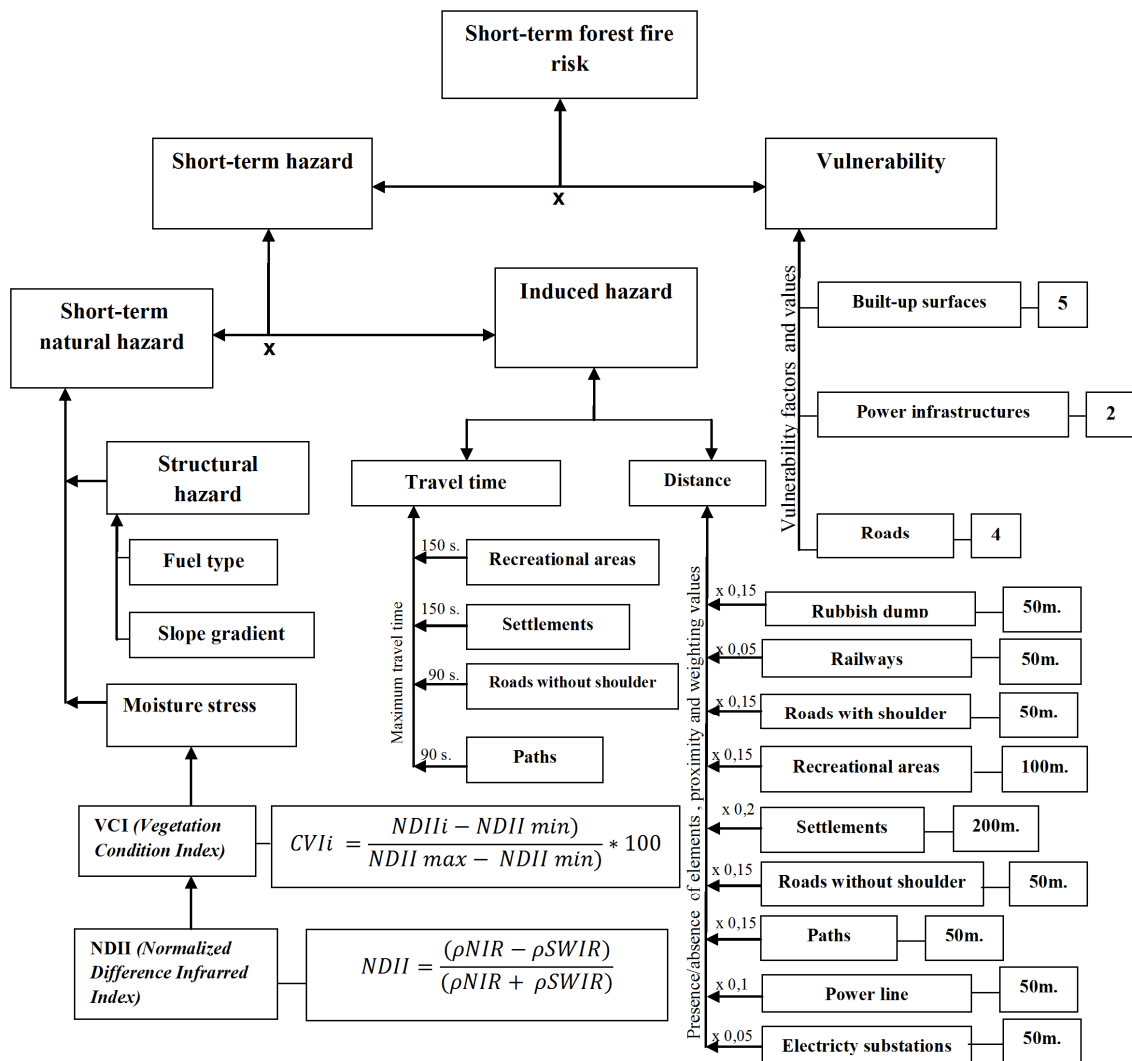 Short-term forest fire
risk
Short-term hazard
Vulnerability
x
Short-term
natural hazard
Induced hazard
x
Vulnerability factors and values
Built-up surfaces
5
Power infrastructures
2
Roads
4
Structural
hazard
Fuel type
Slope gradient
Moisture stress
VCI (Vegetation
Condition Index)
CVIi = NDIIi − NDII min) / NDII max − NDII min) * 100
NDII (Normalized
Difference Infrarred
Index)
NDII = (ρNIR − ρSWIR) / (ρNIR + ρSWIR)
Travel time
Maximum travel time
150 s.
Recreational areas
150 s.
Settlements
90 s.
Roads without shoulder
90 s.
Paths
Distance
Presence/absence of elements , proximity and weighting values
x 0,15
Rubbish dump
50m.
x 0,05
Railways
50m.
x 0,15
Roads with shoulder
50m.
x 0,15
Recreational areas
100m.
x 0,2
Settlements
200m.
x 0,15
Roads without shoulder
50m.
x 0,15
Paths
50m.
x 0,1
Power line
50m.
x 0,05
Electricty substations
50m.